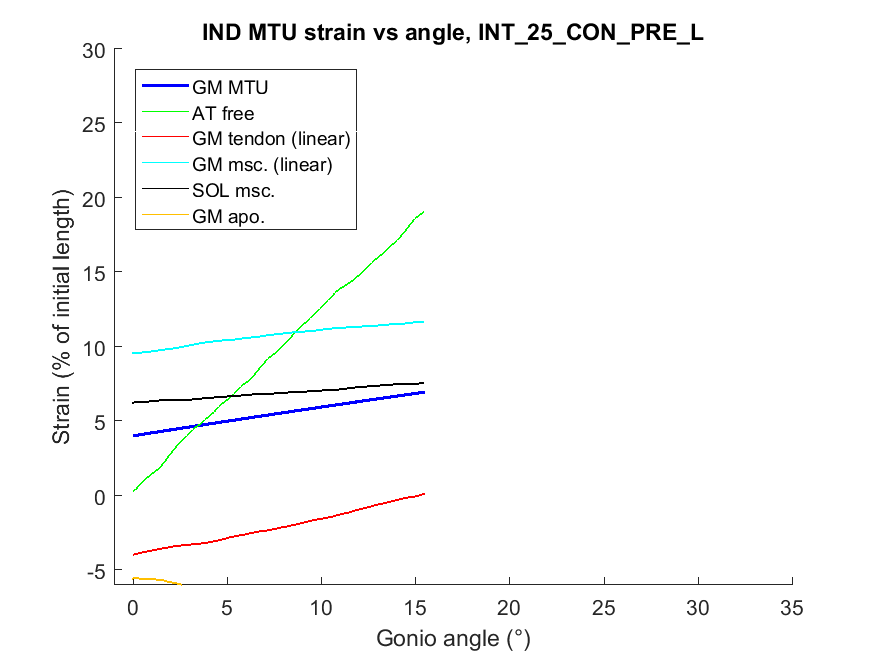 IND MTU strain vs angle, INT_25_CON_PRE_L
30
25
20
15
10
5
0
-5
Strain (% of initial length)
GM MTU
AT free
GM tendon (linear)
GM msc. (linear)
SOL msc.
GM apo.
0 5 10 15 20 25 30 35
Gonio angle (°)